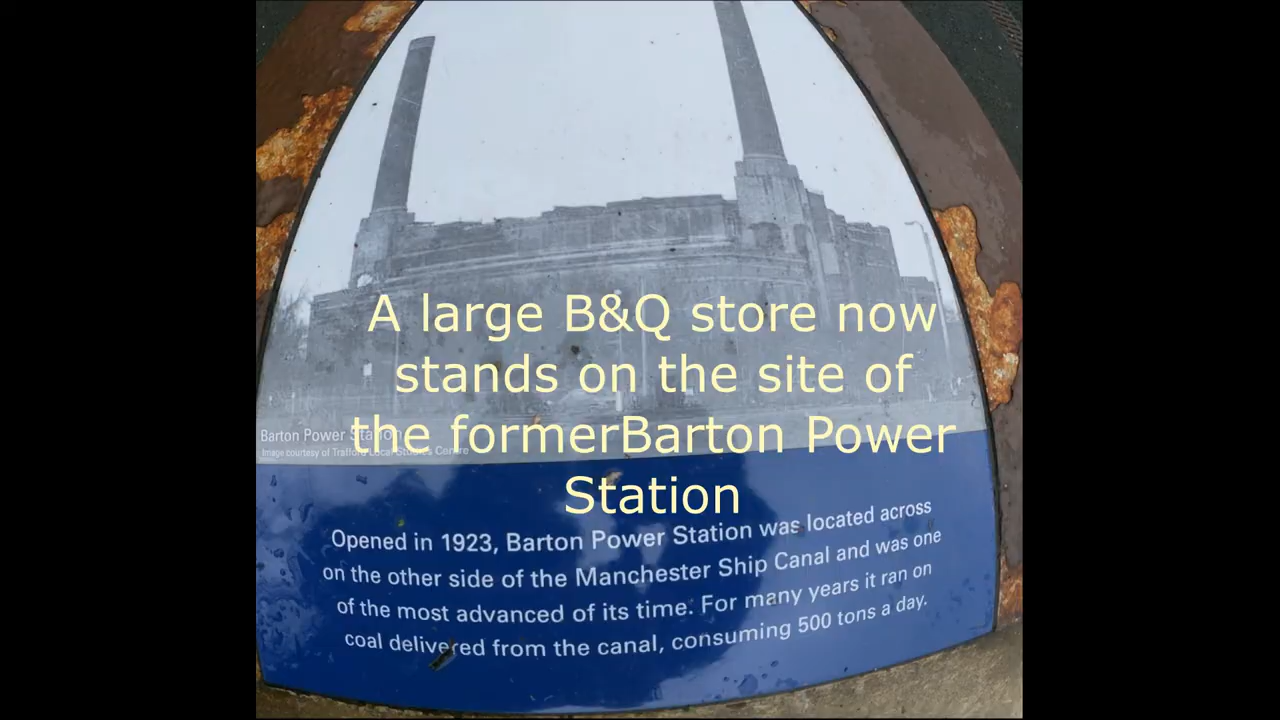 A large B&Q store now
stands on the site of
the formerBarton Power
Station
Barton Power Station
Image courtesy of Trafford Local Studies Centre
Opened in 1923, Barton Power Station was located across
on the other side of the Manchester Ship Canal and was one
of the most advanced of its time. For many years it ran on
coal delivered from the canal, consuming 500 tons a day.